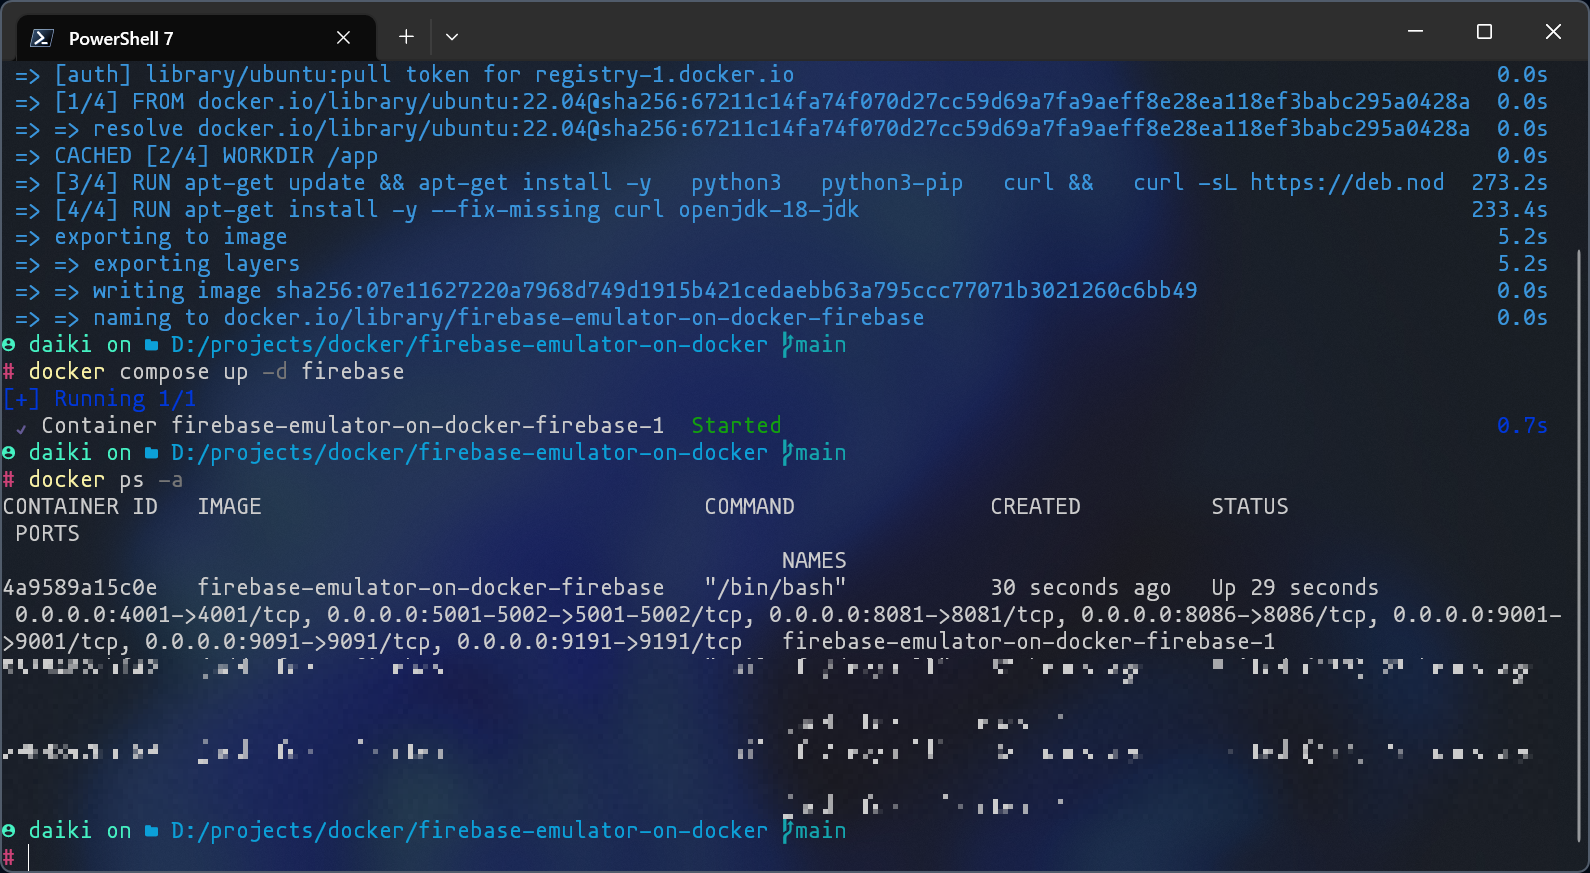 PowerShell 7
=> [auth] library/ubuntu:pull token for registry-1.docker.io 0.0s
=> [1/4] FROM docker.io/library/ubuntu:22.04@sha256:67211c14fa74f070d27cc59d69a7fa9aeff8e28ea118ef3babc295a0428a 0.0s
=> => resolve docker.io/library/ubuntu:22.04@sha256:67211c14fa74f070d27cc59d69a7fa9aeff8e28ea118ef3babc295a0428a 0.0s
=> CACHED [2/4] WORKDIR /app 0.0s
=> [3/4] RUN apt-get update && apt-get install -y   python3   python3-pip   curl &&   curl -sL https://deb.nod 273.2s
=> [4/4] RUN apt-get install -y --fix-missing curl openjdk-18-jdk 233.4s
=> exporting to image 5.2s
=> => exporting layers 5.2s
=> => writing image sha256:07e11627220a7968d749d1915b421cedaebb63a795ccc77071b3021260c6bb49 0.0s
=> => naming to docker.io/library/firebase-emulator-on-docker-firebase 0.0s
daiki on D:/projects/docker/firebase-emulator-on-docker main
# docker compose up -d firebase
[+] Running 1/1
✓ Container firebase-emulator-on-docker-firebase-1 Started 0.7s
daiki on D:/projects/docker/firebase-emulator-on-docker main
# docker ps -a
CONTAINER ID   IMAGE   COMMAND   CREATED   STATUS
PORTS
NAMES
4a9589a15c0e   firebase-emulator-on-docker-firebase   "/bin/bash"   30 seconds ago   Up 29 seconds
0.0.0.0:4001->4001/tcp, 0.0.0.0:5001-5002->5001-5002/tcp, 0.0.0.0:8081->8081/tcp, 0.0.0.0:8086->8086/tcp, 0.0.0.0:9001-
>9001/tcp, 0.0.0.0:9091->9091/tcp, 0.0.0.0:9191->9191/tcp   firebase-emulator-on-docker-firebase-1
daiki on D:/projects/docker/firebase-emulator-on-docker main
#